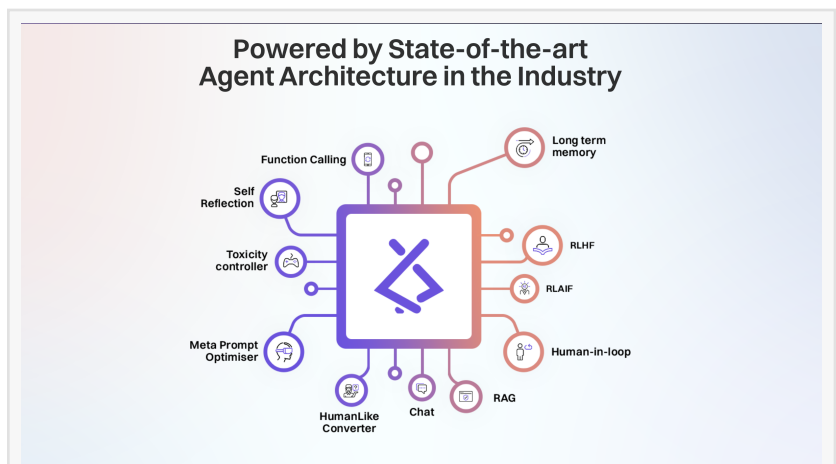 Powered by State-of-the-art
Agent Architecture in the Industry
Long term
memory
Function Calling
Self
Reflection
RLHF
Toxicity
controller
RLAIF
Meta Prompt
Optimiser
Human-in-loop
RAG
Chat
HumanLike
Converter